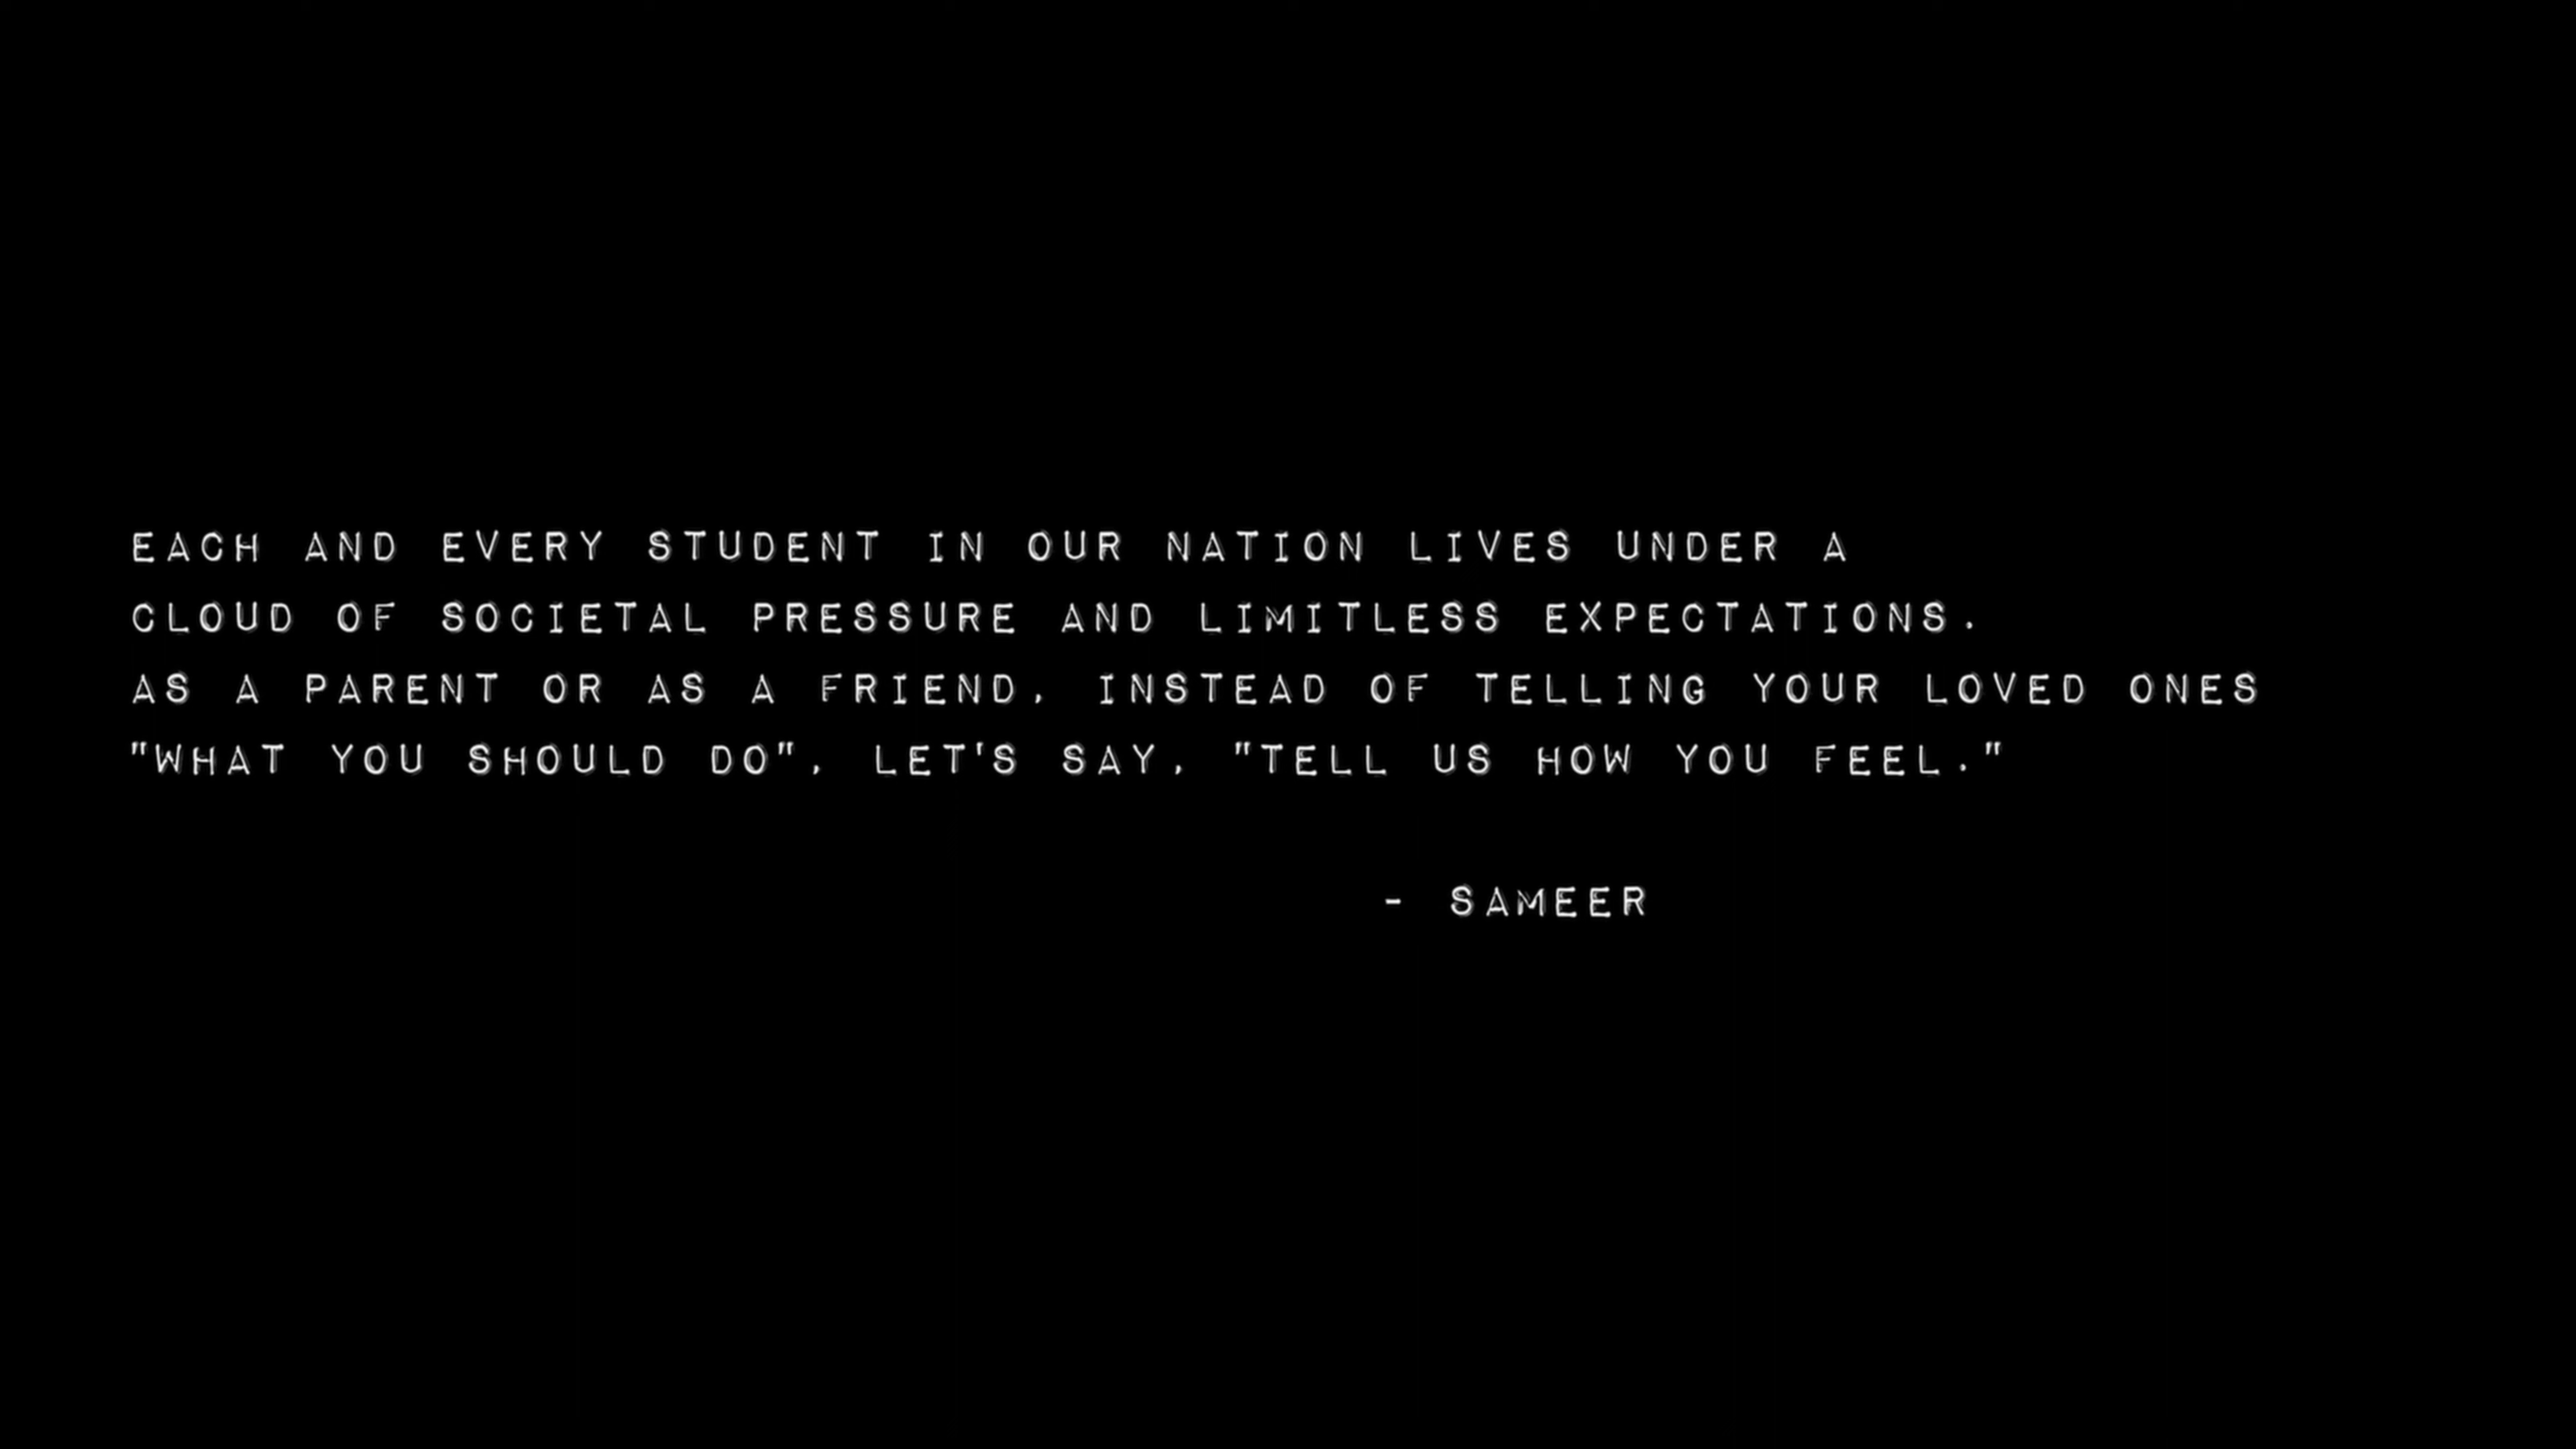 EACH AND EVERY STUDENT IN OUR NATION LIVES UNDER A
CLOUD OF SOCIETAL PRESSURE AND LIMITLESS EXPECTATIONS.
AS A PARENT OR AS A FRIEND, INSTEAD OF TELLING YOUR LOVED ONES
"WHAT YOU SHOULD DO", LET'S SAY, "TELL US HOW YOU FEEL."
- SAMEER